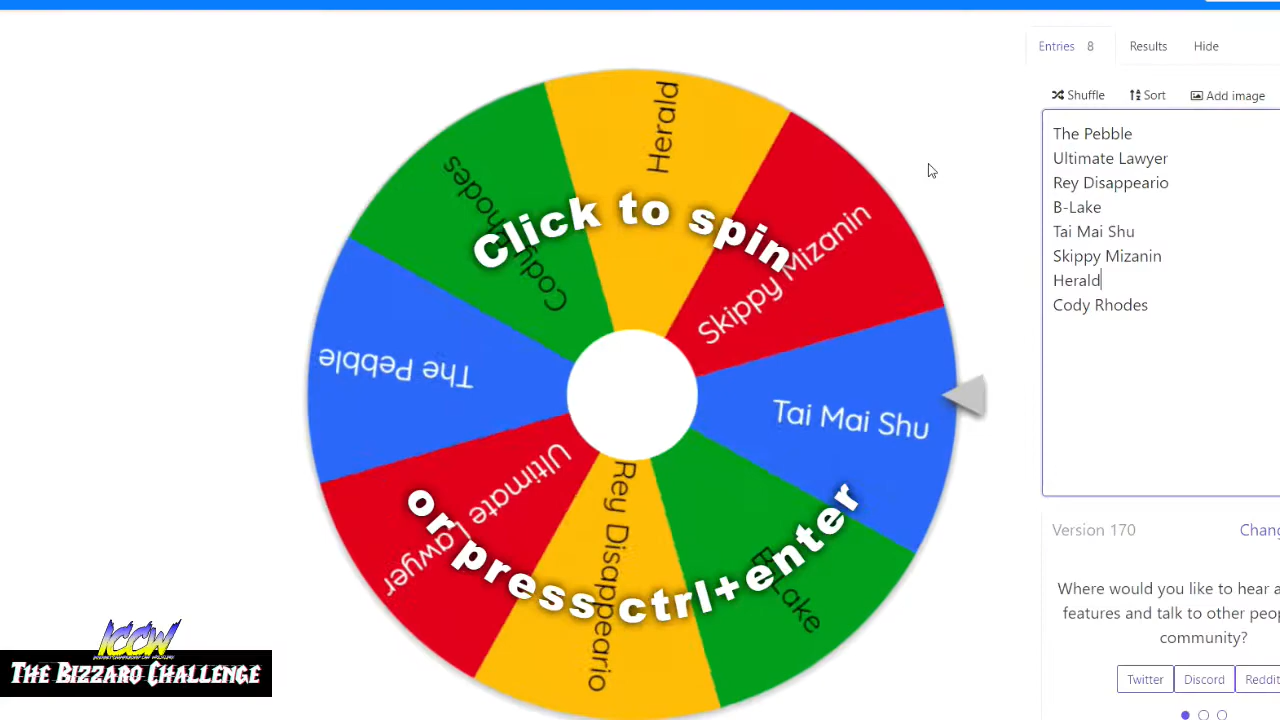 Entries 8
Results
Hide
Shuffle
Sort
Add image
The Pebble
Ultimate Lawyer
Rey Disappeario
B-Lake
Tai Mai Shu
Skippy Mizanin
Herald
Cody Rhodes
Herald
Skippy Mizanin
Tai Mai Shu
B-Lake
Rey Disappeario
Ultimate Lawyer
The Pebble
Cody Rhodes
Click to spin
or press ctrl+enter
Version 170
Where would you like to hear a
features and talk to other peop
community?
Twitter
Discord
Reddit
ICCW
The Bizzaro Challenge